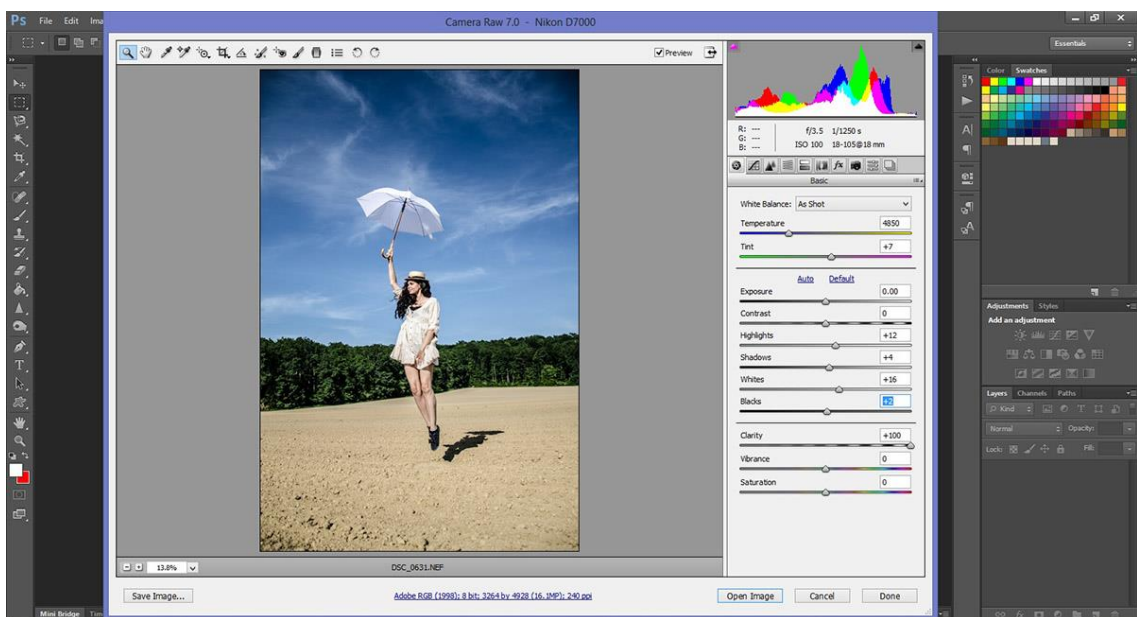 Ps File Edit Ima
Camera Raw 7.0 - Nikon D7000
Essentials
Preview
Color Swatches
R: ---
G: ---
B: ---
f/3.5 1/1250 s
ISO 100 18-105@18 mm
Basic
White Balance: As Shot
Temperature 4850
Tint +7
Auto Default
Exposure 0.00
Contrast 0
Highlights +12
Shadows +4
Whites +16
Blacks +2
Clarity +100
Vibrance 0
Saturation 0
Adjustments Styles
Add an adjustment
Layers Channels Paths
Kind
Normal Opacity:
Lock: Fill:
13.8%
DSC_0631.NEF
Save Image...
Adobe RGB (1998); 8 bit; 3264 by 4928 (16.1MP); 240 ppi
Open Image Cancel Done
Mini Bridge Tim